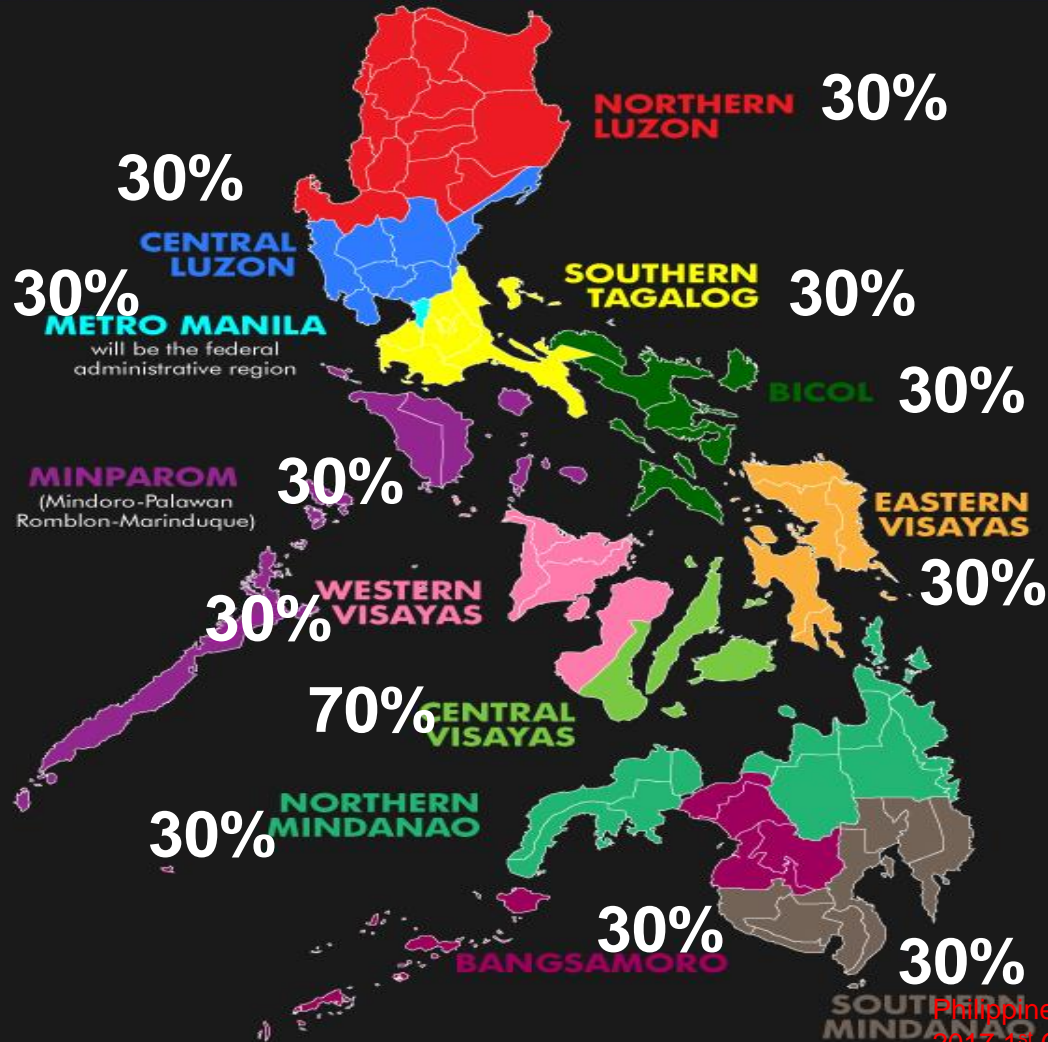 NORTHERN
LUZON
30%
30%
CENTRAL
LUZON
30%
METRO MANILA
will be the federal
administrative region
SOUTHERN
TAGALOG
30%
BICOL
30%
MINPAROM
(Mindoro-Palawan
Romblon-Marinduque)
30%
EASTERN
VISAYAS
30%
WESTERN
VISAYAS
30%
70%
CENTRAL
VISAYAS
NORTHERN
MINDANAO
30%
30%
BANGSAMORO
30%
SOUTHERN
MINDANAO
Philippine